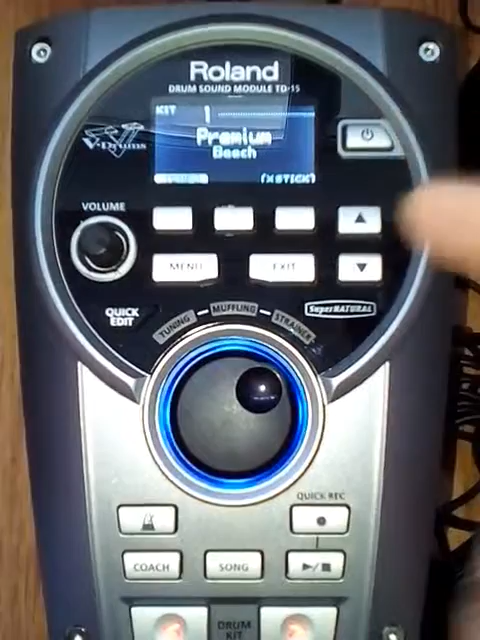 Roland
DRUM SOUND MODULE TD-15
KIT 1
Premium
Beech
[XSTICK]
V-Drums
VOLUME
MENU
EXIT
QUICK
EDIT
TUNING
MUFFLING
STRAINER
SuperNATURAL
QUICK REC
COACH
SONG
DRUM
KIT